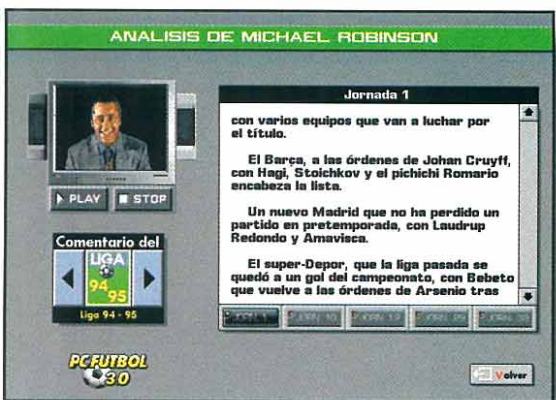 ANALISIS DE MICHAEL ROBINSON
PLAY
STOP
Comentario del
LIGA
94
95
Liga 94 - 95
PC FUTBOL
3.0
Jornada 1
con varios equipos que van a luchar por
el título.
El Barça, a las órdenes de Johan Cruyff,
con Hagi, Stoichkov y el pichichi Romario
encabeza la lista.
Un nuevo Madrid que no ha perdido un
partido en pretemporada, con Laudrup
Redondo y Amavisca.
El super-Depor, que la liga pasada se
quedó a un gol del campeonato, con Bebeto
que vuelve a las órdenes de Arsenio tras
Volver